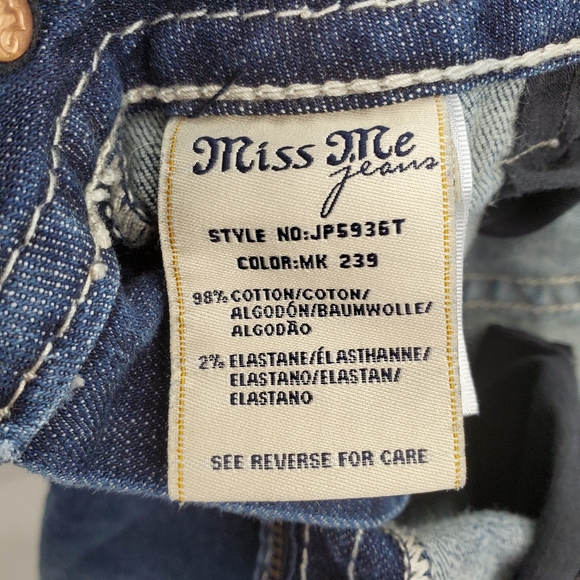 Miss Me
jeans
STYLE NO:JP5936T
COLOR:MK 239
98% COTTON/COTON/
ALGODÓN/BAUMWOLLE/
ALGODÃO
2% ELASTANE/ÉLASTHANNE/
ELASTANO/ELASTAN/
ELASTANO
SEE REVERSE FOR CARE